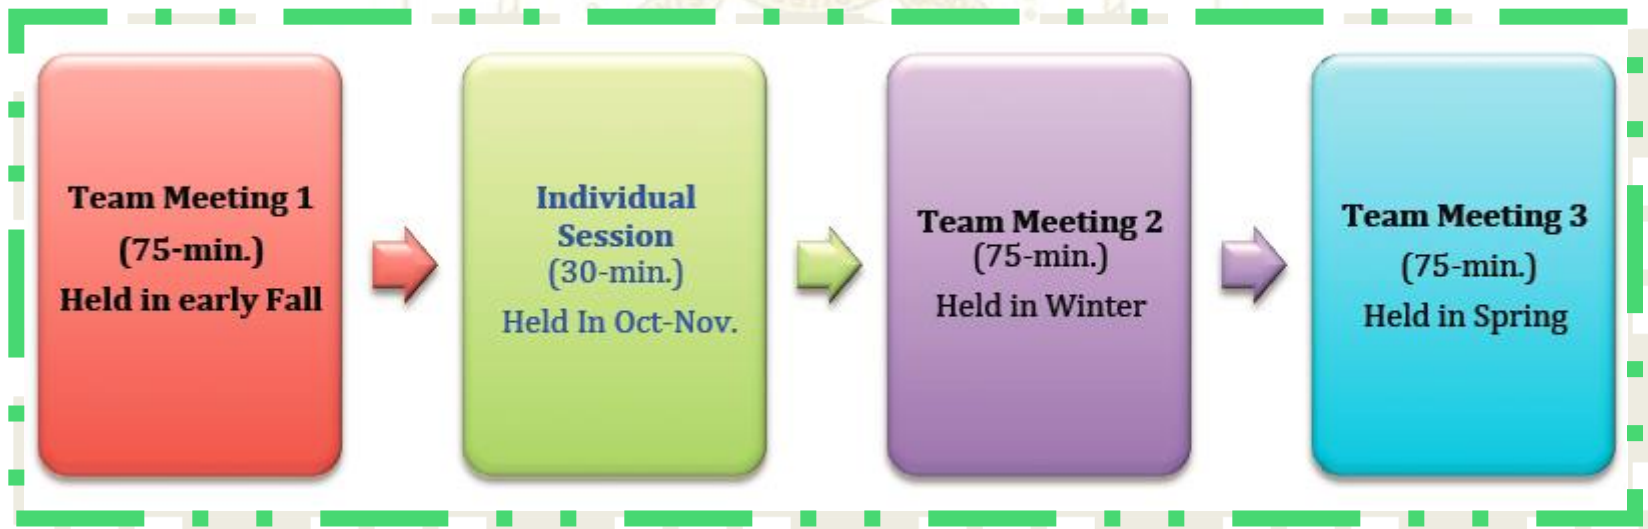 Team Meeting 1
(75-min.)
Held in early Fall
Individual
Session
(30-min.)
Held In Oct-Nov.
Team Meeting 2
(75-min.)
Held in Winter
Team Meeting 3
(75-min.)
Held in Spring